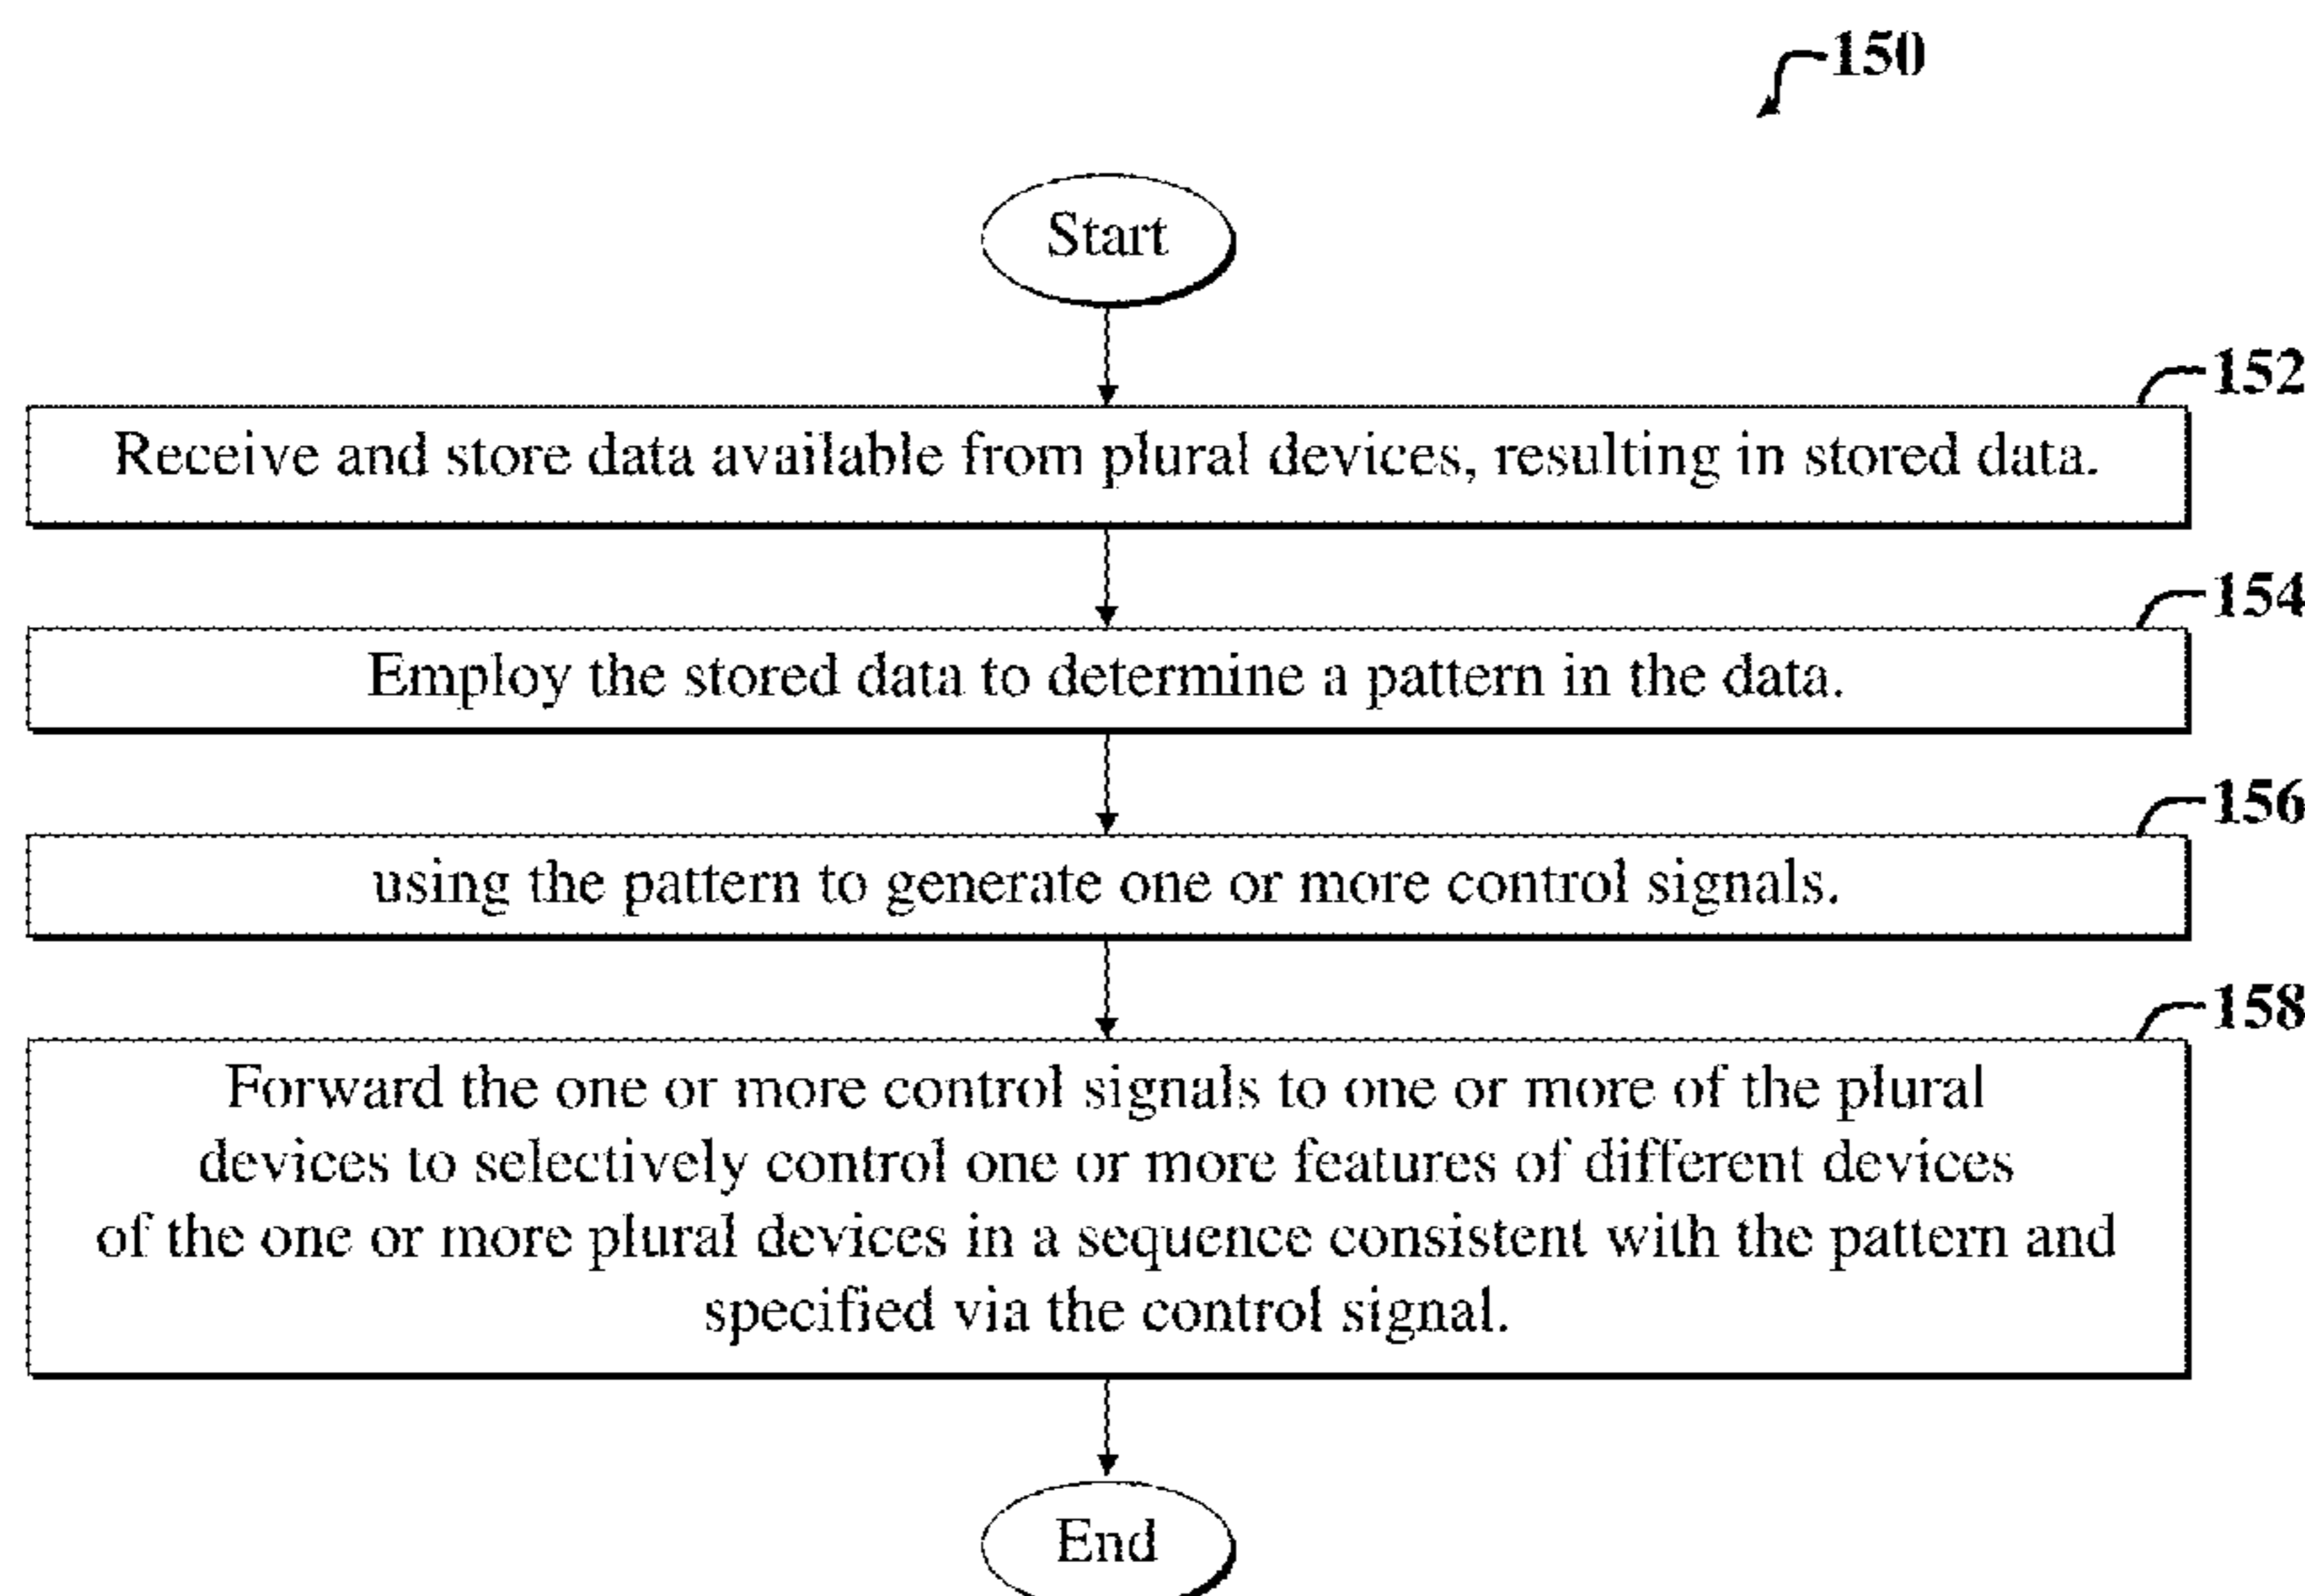 150
Start
152
Receive and store data available from plural devices, resulting in stored data.
154
Employ the stored data to determine a pattern in the data.
156
using the pattern to generate one or more control signals.
158
Forward the one or more control signals to one or more of the plural
devices to selectively control one or more features of different devices
of the one or more plural devices in a sequence consistent with the pattern and
specified via the control signal.
End